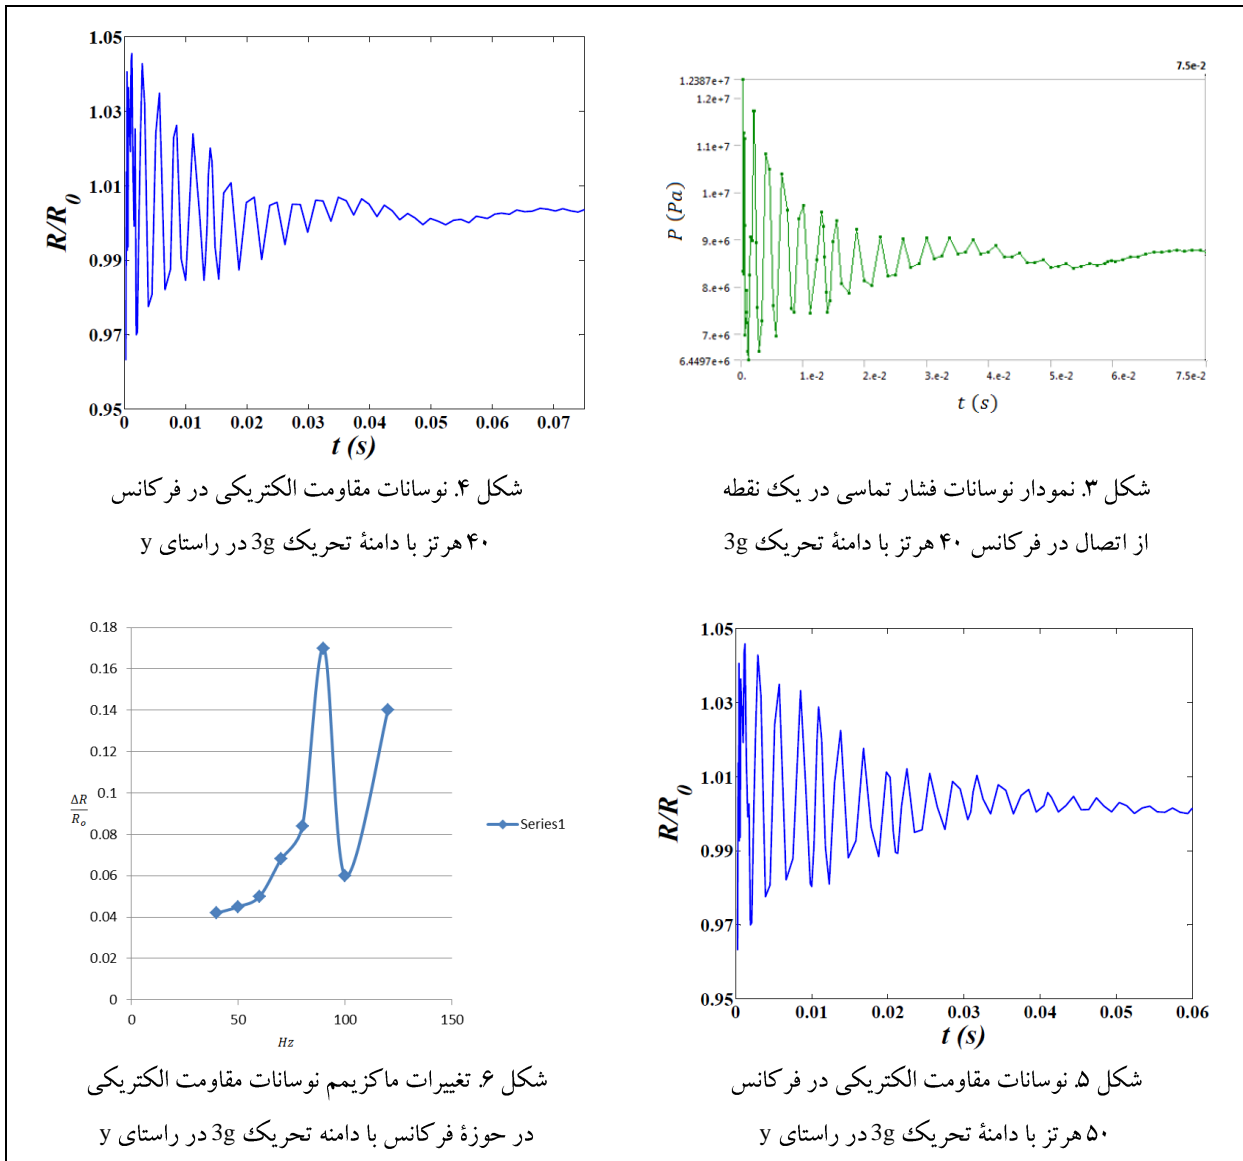 1.05
1.03
1.01
0.99
0.97
0.95
R/R0
0 0.01 0.02 0.03 0.04 0.05 0.06 0.07
t (s)
شکل ۴. نوسانات مقاومت الکتریکی در فرکانس
۴۰ هرتز با دامنهٔ تحریک 3g در راستای y
7.5e-2
1.2387e+7
1.2e+7
1.1e+7
1.e+7
9.e+6
8.e+6
7.e+6
6.4497e+6
P (Pa)
0. 1.e-2 2.e-2 3.e-2 4.e-2 5.e-2 6.e-2 7.5e-2
t (s)
شکل ۳. نمودار نوسانات فشار تماسی در یک نقطه
از اتصال در فرکانس ۴۰ هرتز با دامنهٔ تحریک 3g
0.18
0.16
0.14
0.12
0.1
0.08
0.06
0.04
0.02
0
ΔR/Ro
0 50 100 150
Hz
Series1
شکل ۶. تغییرات ماکزیمم نوسانات مقاومت الکتریکی
در حوزهٔ فرکانس با دامنه تحریک 3g در راستای y
1.05
1.03
1.01
0.99
0.97
0.95
R/R0
0 0.01 0.02 0.03 0.04 0.05 0.06
t (s)
شکل ۵. نوسانات مقاومت الکتریکی در فرکانس
۵۰ هرتز با دامنهٔ تحریک 3g در راستای y